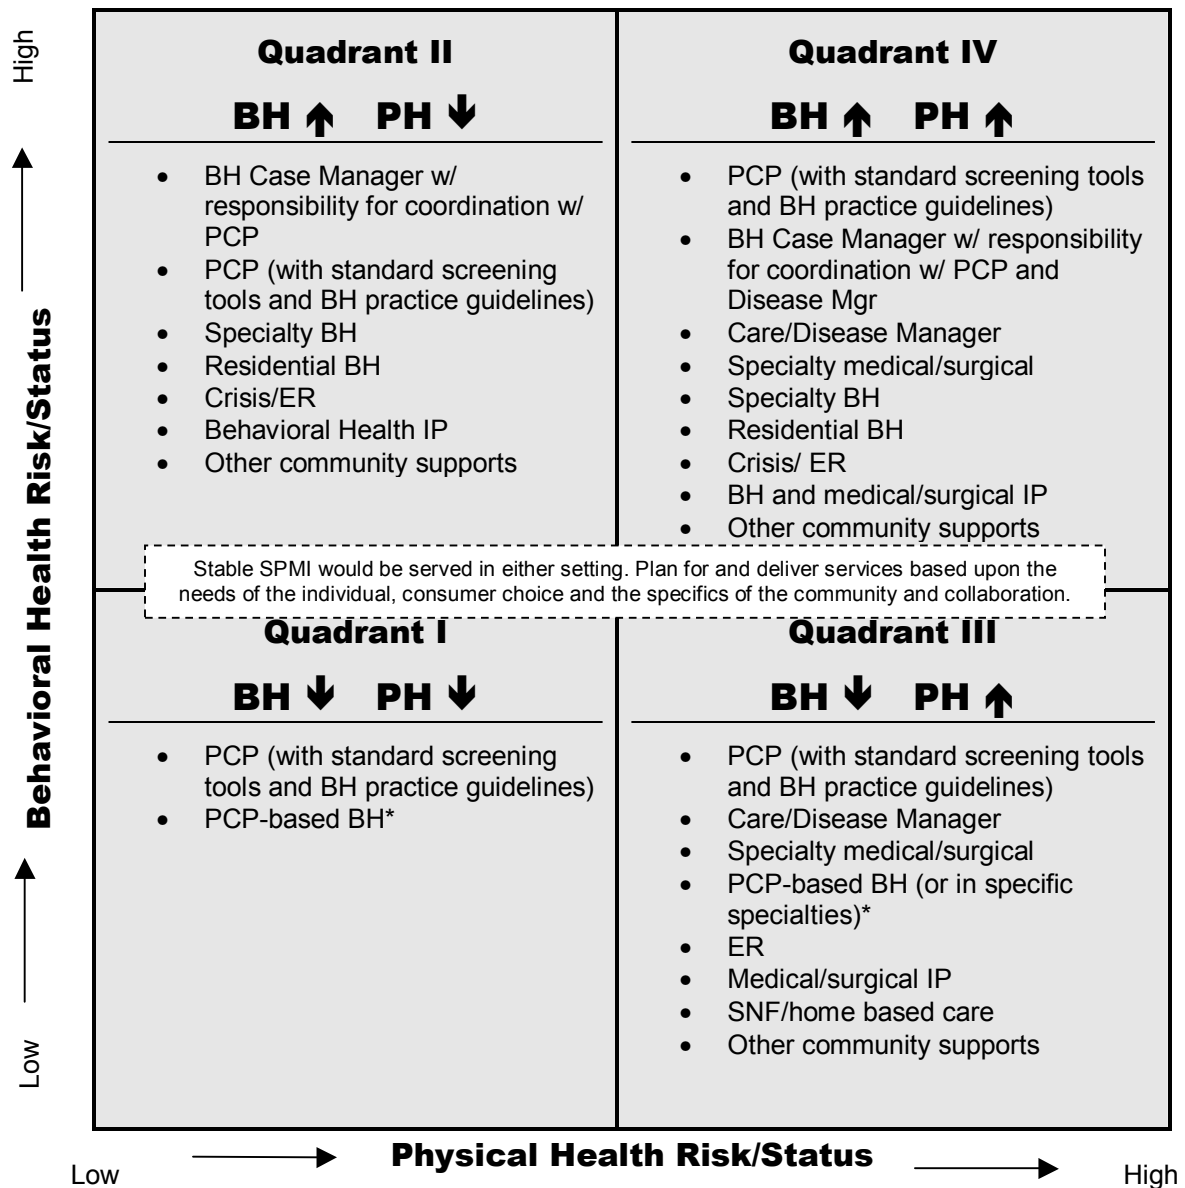 High
Behavioral Health Risk/Status
Low
Quadrant II
BH ↑ PH ↓
• BH Case Manager w/
responsibility for coordination w/
PCP
• PCP (with standard screening
tools and BH practice guidelines)
• Specialty BH
• Residential BH
• Crisis/ER
• Behavioral Health IP
• Other community supports
Quadrant IV
BH ↑ PH ↑
• PCP (with standard screening tools
and BH practice guidelines)
• BH Case Manager w/ responsibility
for coordination w/ PCP and
Disease Mgr
• Care/Disease Manager
• Specialty medical/surgical
• Specialty BH
• Residential BH
• Crisis/ ER
• BH and medical/surgical IP
• Other community supports
Stable SPMI would be served in either setting. Plan for and deliver services based upon the
needs of the individual, consumer choice and the specifics of the community and collaboration.
Quadrant I
BH ↓ PH ↓
• PCP (with standard screening
tools and BH practice guidelines)
• PCP-based BH*
Quadrant III
BH ↓ PH ↑
• PCP (with standard screening tools
and BH practice guidelines)
• Care/Disease Manager
• Specialty medical/surgical
• PCP-based BH (or in specific
specialties)*
• ER
• Medical/surgical IP
• SNF/home based care
• Other community supports
Low
Physical Health Risk/Status
High